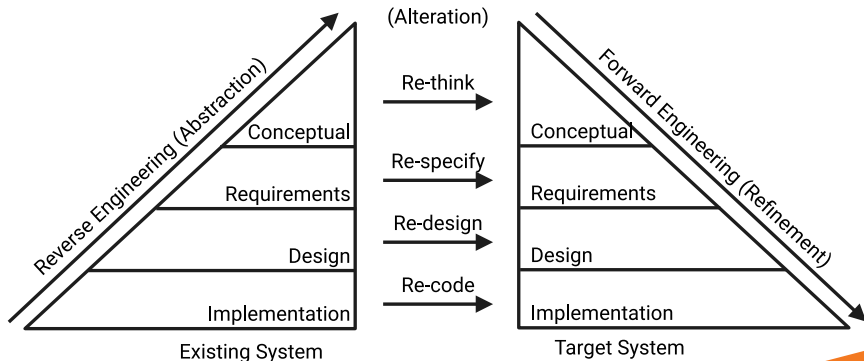 (Alteration)
Reverse Engineering (Abstraction)
Forward Engineering (Refinement)
Re-think
Conceptual
Conceptual
Re-specify
Requirements
Requirements
Re-design
Design
Design
Re-code
Implementation
Implementation
Existing System
Target System